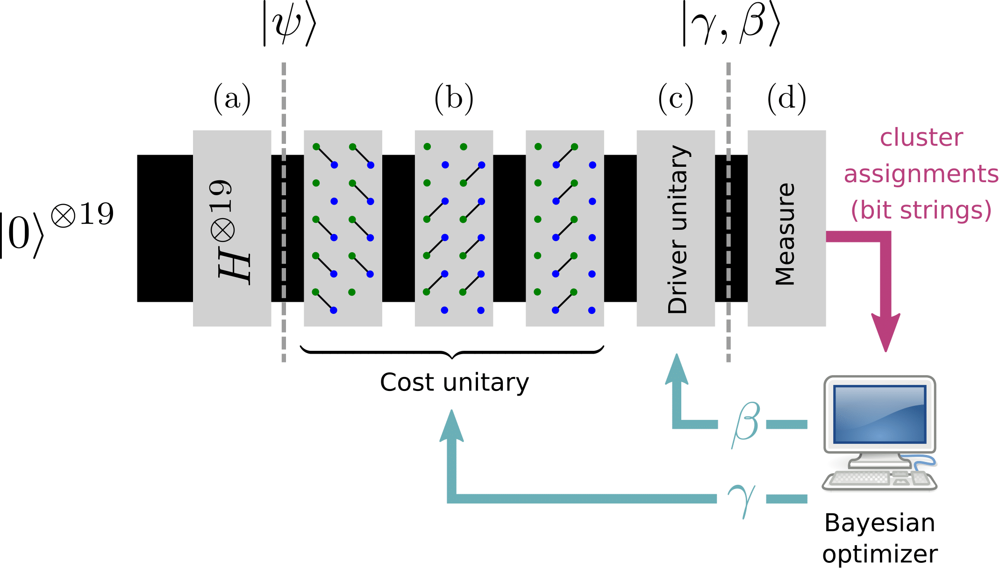 |ψ⟩
|γ, β⟩
(a)
(b)
(c)
(d)
|0⟩⊗19
H⊗19
Driver unitary
Measure
cluster
assignments
(bit strings)
Cost unitary
β
γ
Bayesian
optimizer